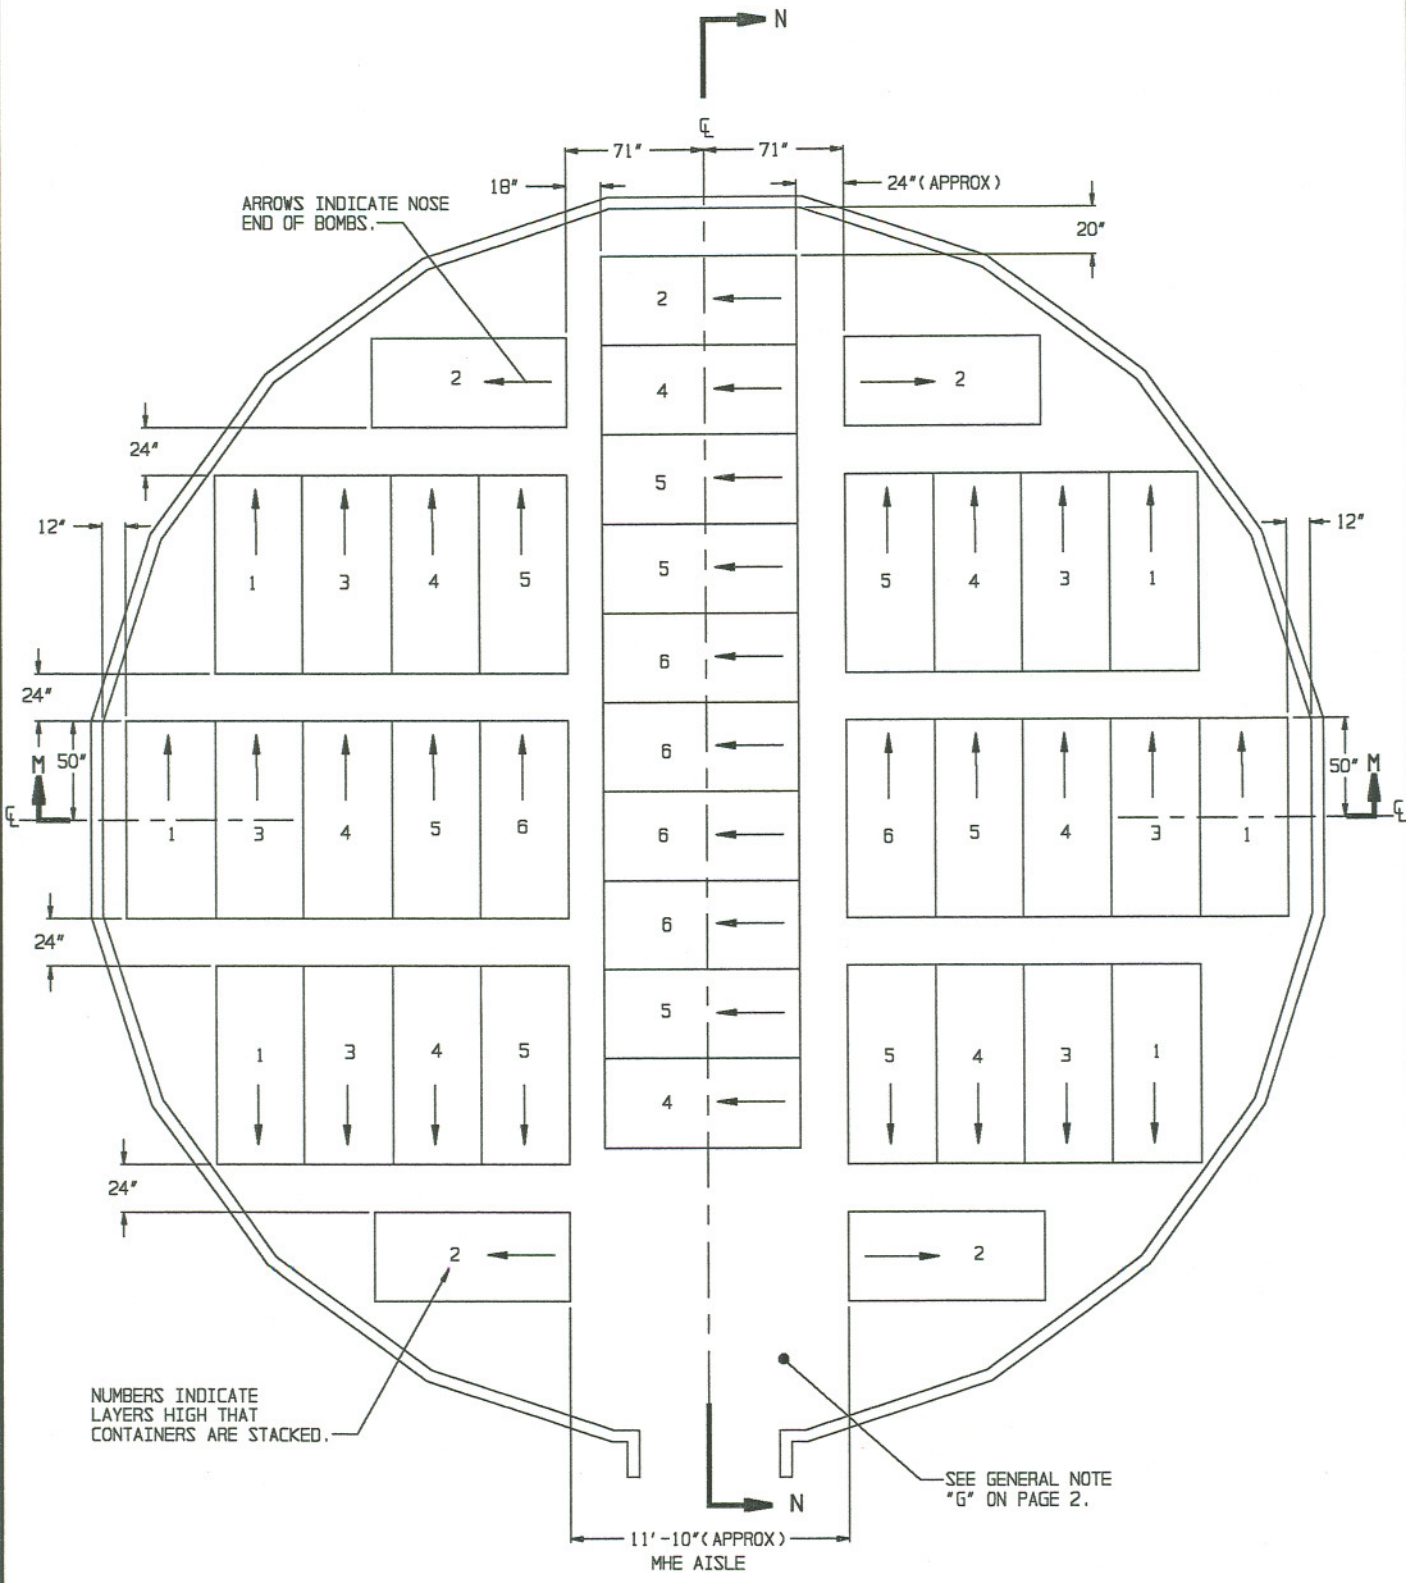 N
℄
71" 71"
18" 24"(APPROX)
ARROWS INDICATE NOSE
END OF BOMBS.
20"
2
4
2 2
24"
5
12" 12"
5
1 3 4 5 5 4 3 1
6
24"
6
M 50" 50" M
℄ ℄
1 3 4 5 6 6 6 5 4 3 1
6
24"
5
1 3 4 5 5 4 3 1
4
24"
2 2
NUMBERS INDICATE
LAYERS HIGH THAT
CONTAINERS ARE STACKED.
SEE GENERAL NOTE
"G" ON PAGE 2.
N
11'-10"(APPROX)
MHE AISLE